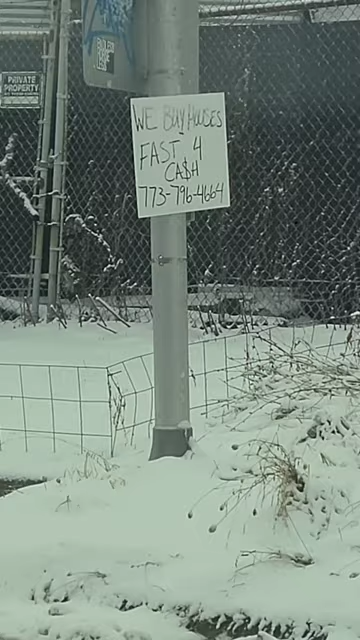 PRIVATE
PROPERTY
WE BUY HOUSES
FAST 4
CA$H
773-796-4664